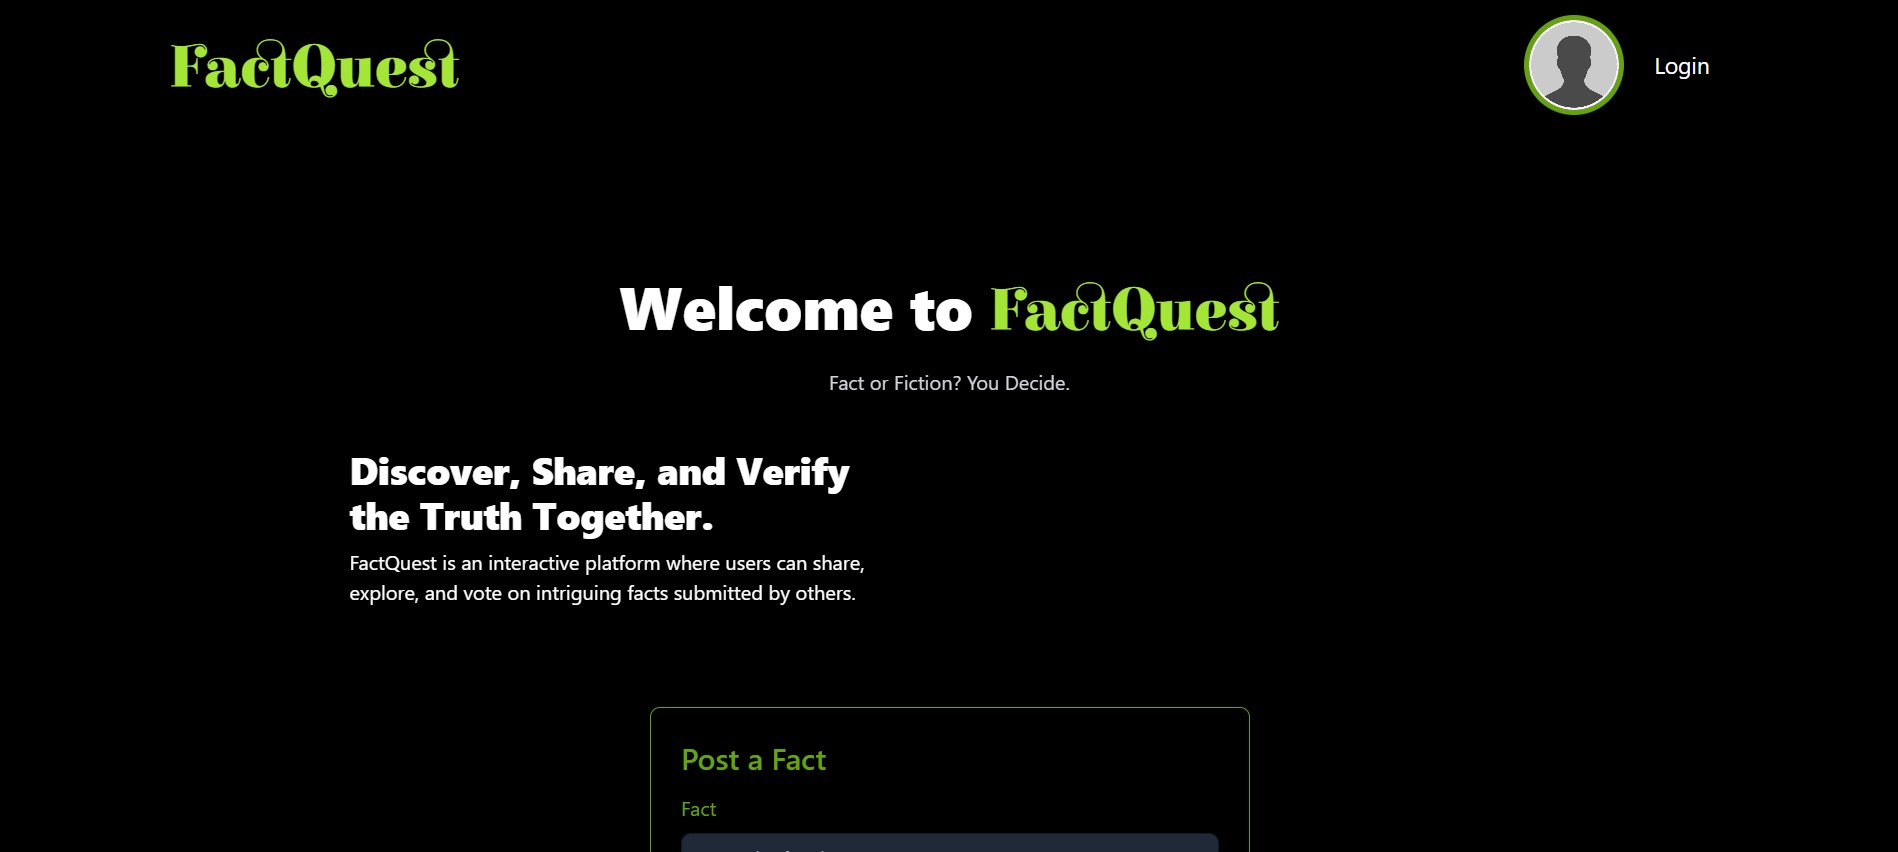 FactQuest
Login
Welcome to FactQuest
Fact or Fiction? You Decide.
Discover, Share, and Verify
the Truth Together.
FactQuest is an interactive platform where users can share,
explore, and vote on intriguing facts submitted by others.
Post a Fact
Fact